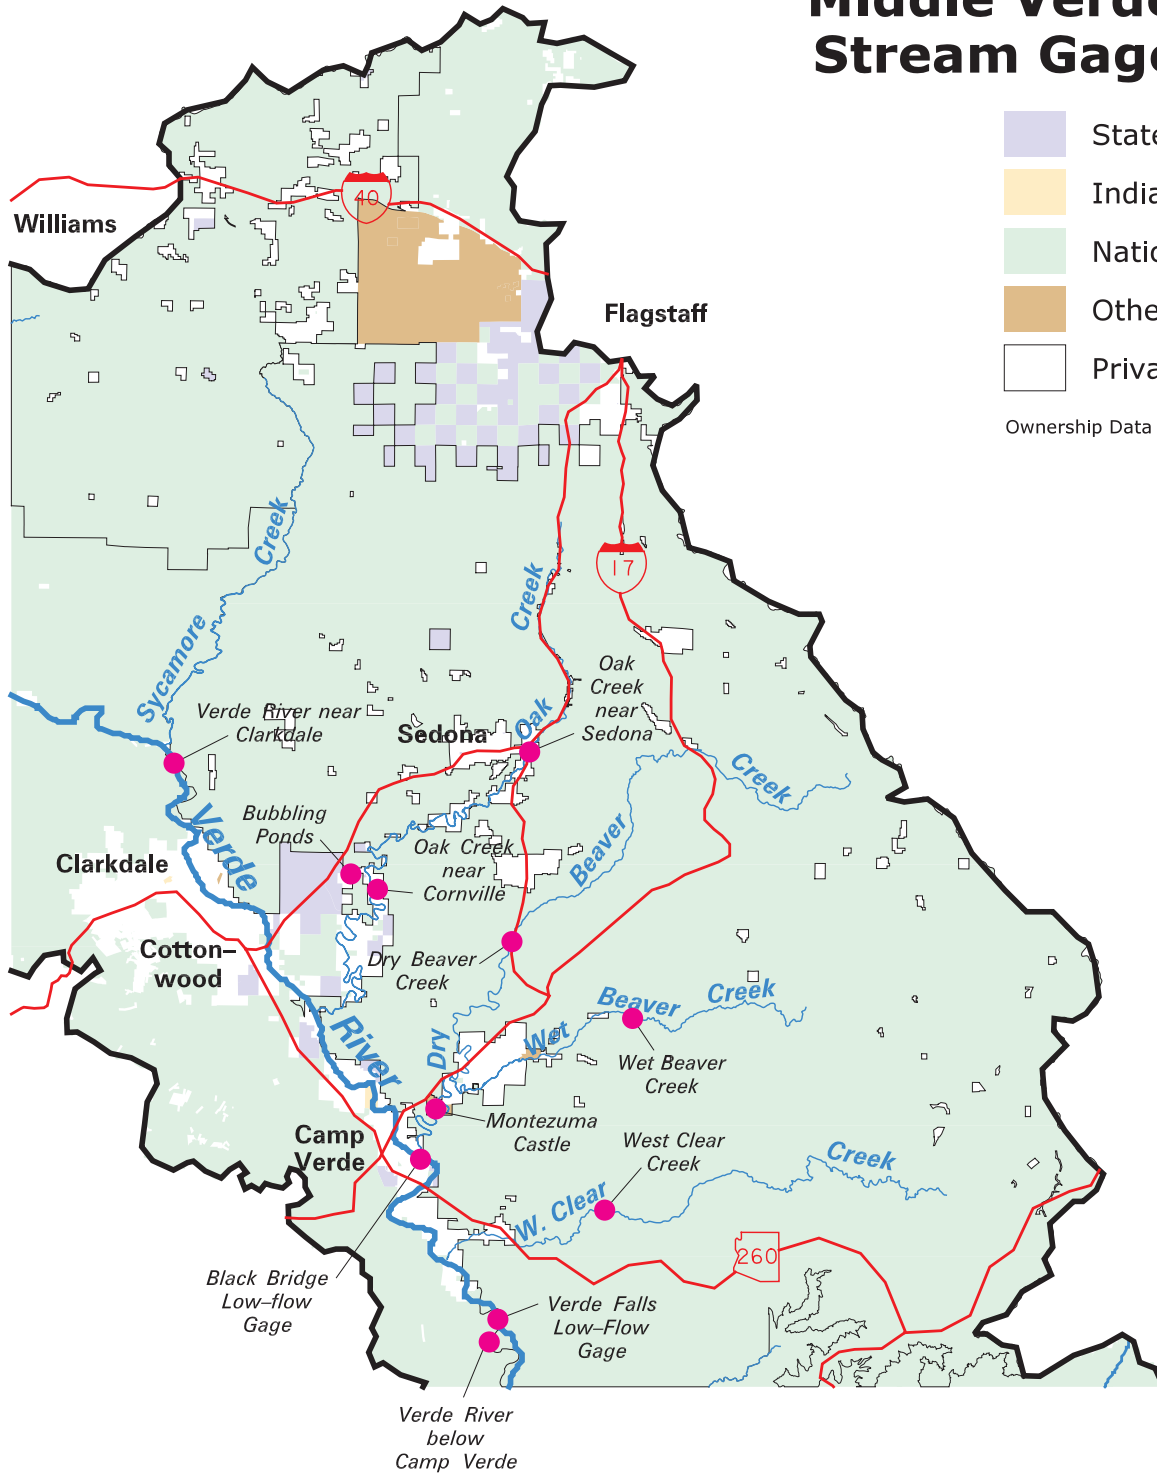 Middle Verde
Stream Gage
State
India
Natio
Othe
Priva
Ownership Data
40
Williams
Flagstaff
Creek
Sycamore
17
Creek
Oak
Oak
Creek
near
Sedona
Verde River near
Clarkdale
Sedona
Creek
Beaver
Bubbling
Ponds
Verde
Clarkdale
Oak Creek
near
Cornville
Cotton–
wood
Dry Beaver
Creek
River
Dry
Wet
Beaver
Creek
Wet Beaver
Creek
Montezuma
Castle
Camp
Verde
West Clear
Creek
Creek
W. Clear
260
Black Bridge
Low–flow
Gage
Verde Falls
Low–Flow
Gage
Verde River
below
Camp Verde